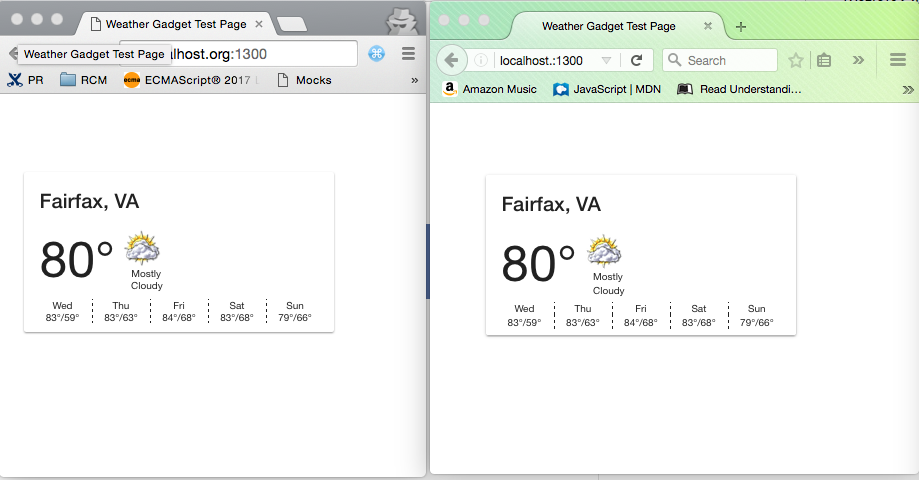 Weather Gadget Test Page
Weather Gadget Test Page
alhost.org:1300
PR
RCM
ECMAScript® 2017 L
Mocks
»
Fairfax, VA
80°
Mostly
Cloudy
Wed Thu Fri Sat Sun
83°/59° 83°/63° 84°/68° 83°/68° 79°/66°
Weather Gadget Test Page
localhost.:1300
Search
»
Amazon Music
JavaScript | MDN
Read Understandi...
»
Fairfax, VA
80°
Mostly
Cloudy
Wed Thu Fri Sat Sun
83°/59° 83°/63° 84°/68° 83°/68° 79°/66°